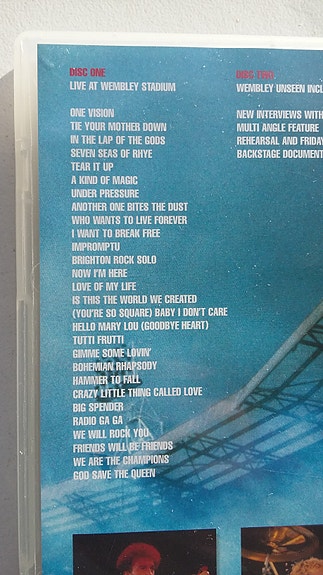 DISC ONE
LIVE AT WEMBLEY STADIUM
ONE VISION
TIE YOUR MOTHER DOWN
IN THE LAP OF THE GODS
SEVEN SEAS OF RHYE
TEAR IT UP
A KIND OF MAGIC
UNDER PRESSURE
ANOTHER ONE BITES THE DUST
WHO WANTS TO LIVE FOREVER
I WANT TO BREAK FREE
IMPROMPTU
BRIGHTON ROCK SOLO
NOW I'M HERE
LOVE OF MY LIFE
IS THIS THE WORLD WE CREATED
(YOU'RE SO SQUARE) BABY I DON'T CARE
HELLO MARY LOU (GOODBYE HEART)
TUTTI FRUTTI
GIMME SOME LOVIN'
BOHEMIAN RHAPSODY
HAMMER TO FALL
CRAZY LITTLE THING CALLED LOVE
BIG SPENDER
RADIO GA GA
WE WILL ROCK YOU
FRIENDS WILL BE FRIENDS
WE ARE THE CHAMPIONS
GOD SAVE THE QUEEN
DISC TWO
WEMBLEY UNSEEN INCL
NEW INTERVIEWS WITH
MULTI ANGLE FEATURE
REHEARSAL AND FRIDAY
BACKSTAGE DOCUMENT